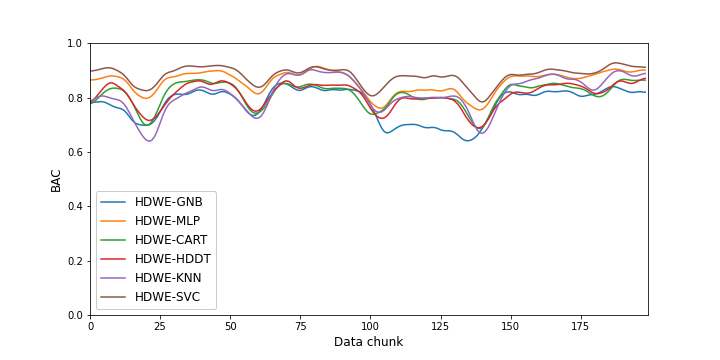 1.0
0.8
0.6
0.4
0.2
0.0
BAC
HDWE-GNB
HDWE-MLP
HDWE-CART
HDWE-HDDT
HDWE-KNN
HDWE-SVC
0 25 50 75 100 125 150 175
Data chunk